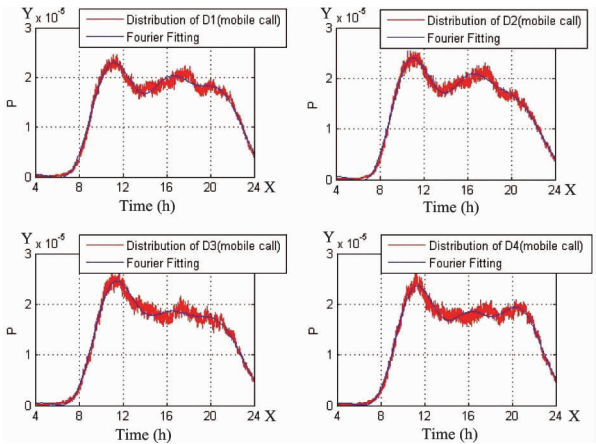 Y x 10⁻⁵
Distribution of D1(mobile call)
Fourier Fitting
3
2
1
0
P
4 8 12 16 20 24 X
Time (h)
Y x 10⁻⁵
Distribution of D2(mobile call)
Fourier Fitting
3
2
1
0
P
4 8 12 16 20 24 X
Time (h)
Y x 10⁻⁵
Distribution of D3(mobile call)
Fourier Fitting
3
2
1
0
P
4 8 12 16 20 24 X
Time (h)
Y x 10⁻⁵
Distribution of D4(mobile call)
Fourier Fitting
3
2
1
0
P
4 8 12 16 20 24 X
Time (h)